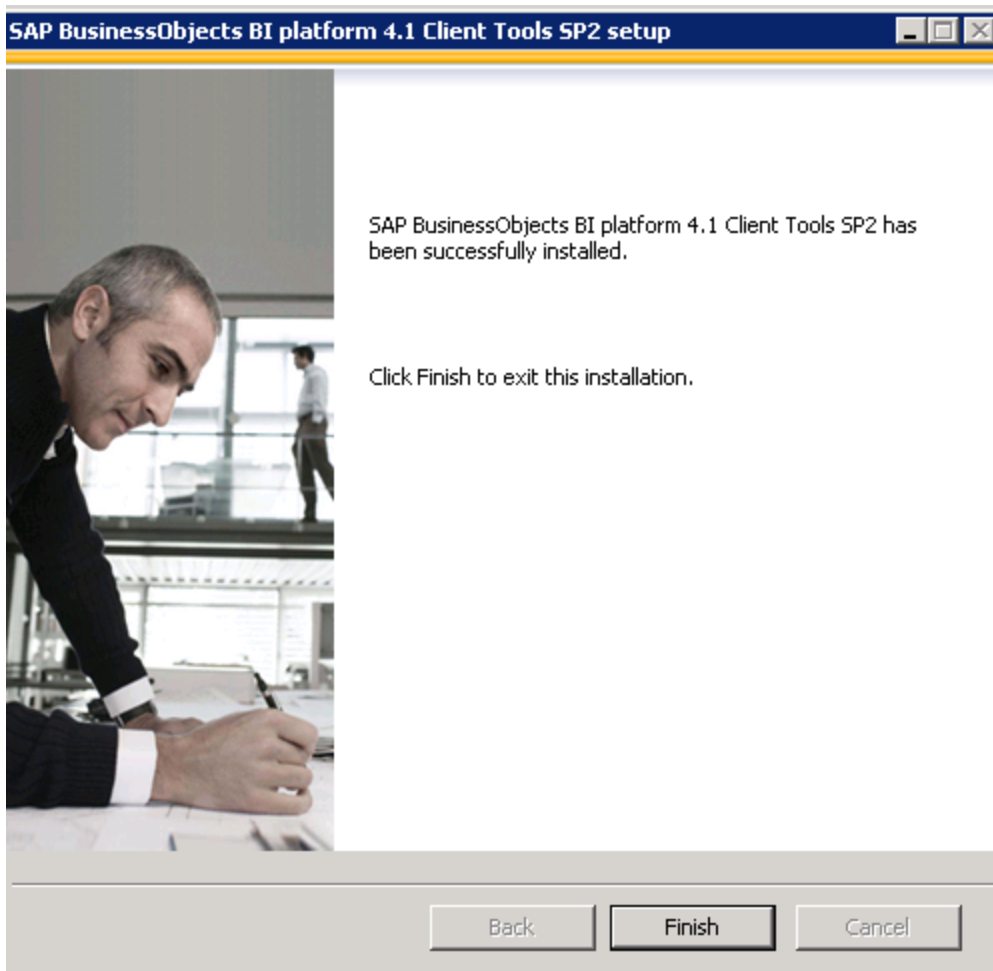 SAP BusinessObjects BI platform 4.1 Client Tools SP2 setup
SAP BusinessObjects BI platform 4.1 Client Tools SP2 has
been successfully installed.
Click Finish to exit this installation.
Back
Finish
Cancel